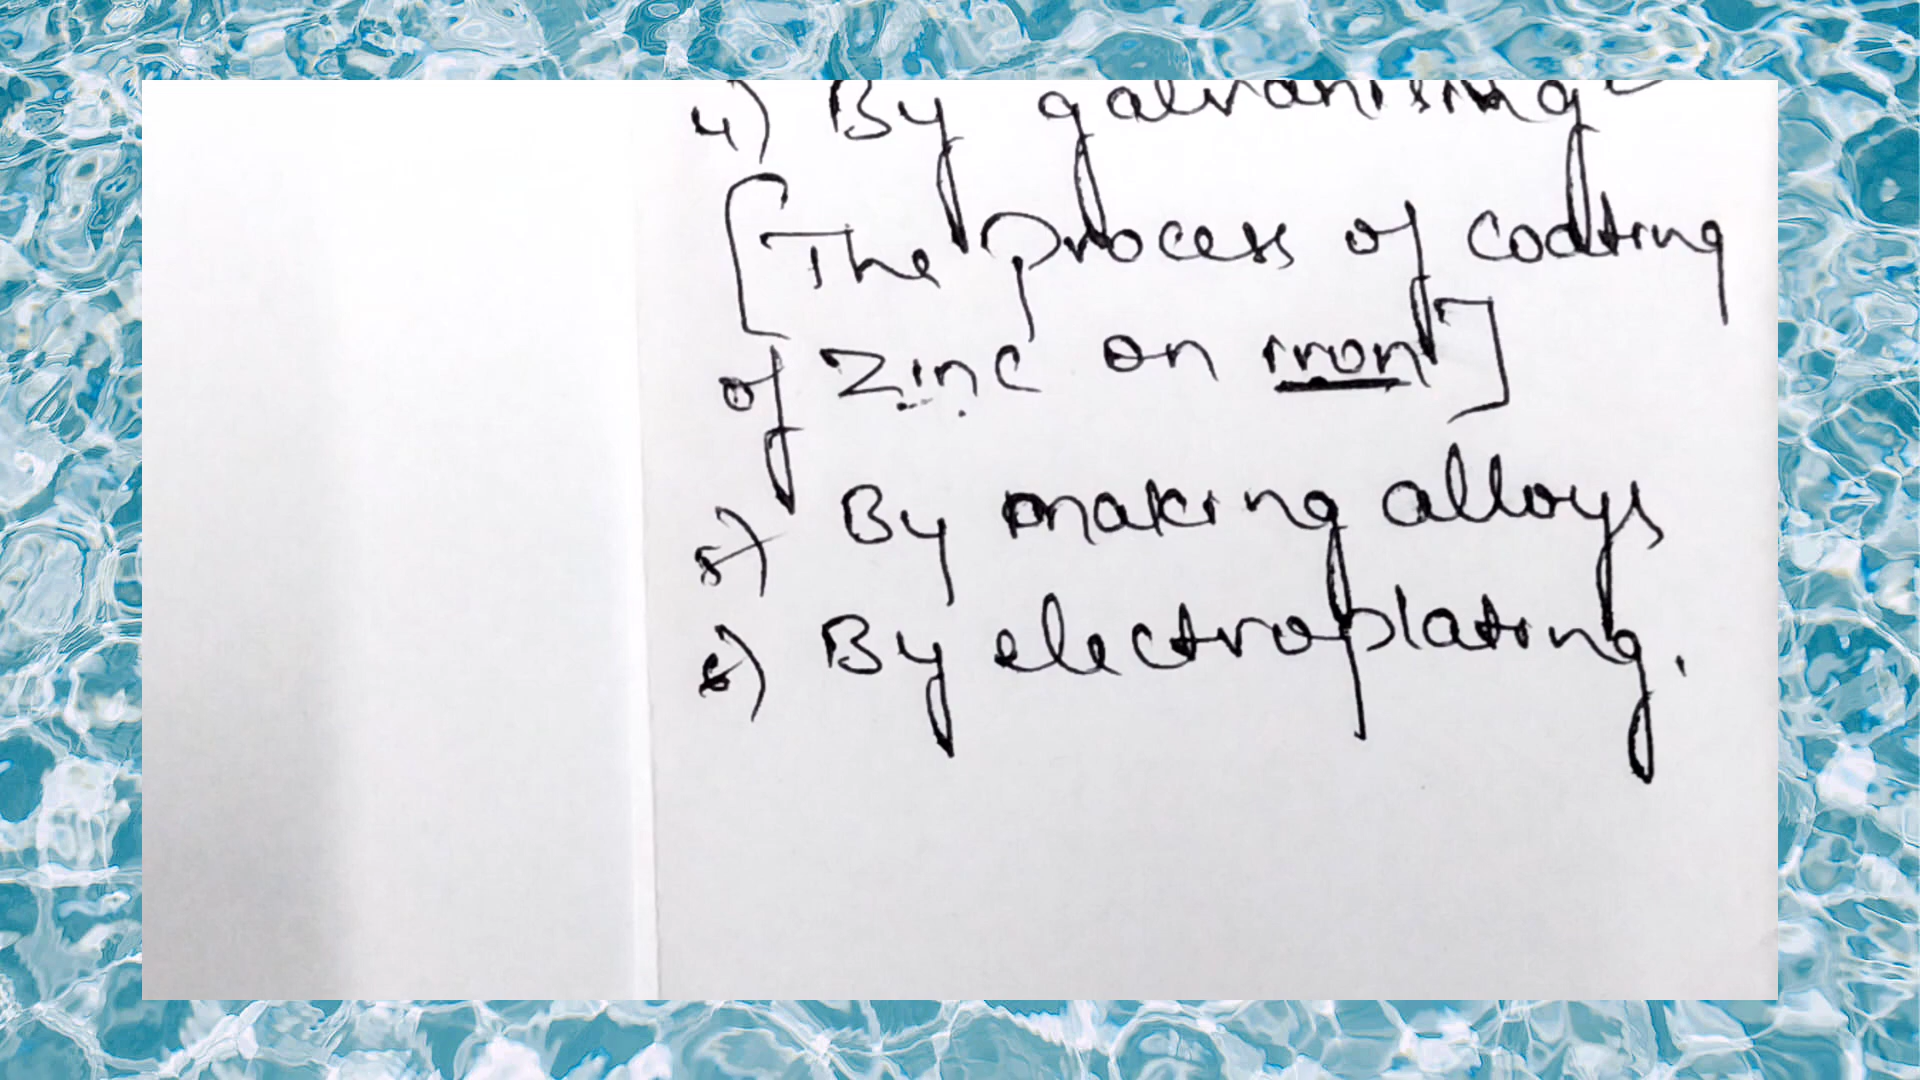 4) By galvanising-
[The process of coating
of Zinc on iron]
5) By making alloys
6) By electroplating.